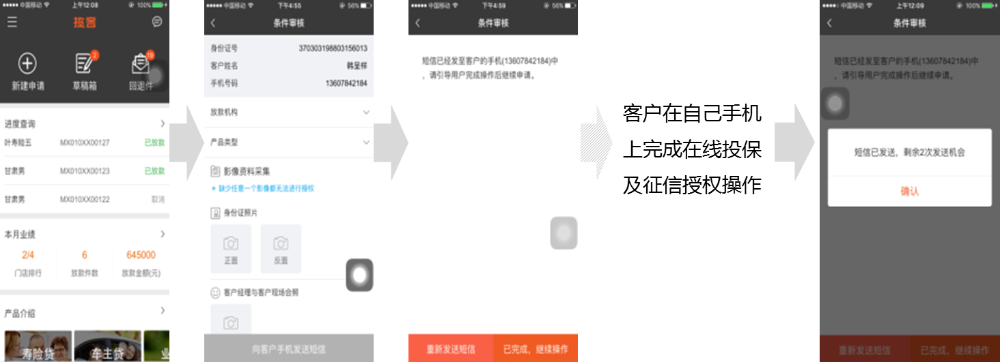 中国移动 上午12:08 100%
揽客
2
19
新建申请 草稿箱 回退件
进度查询
叶寿险五 MX010XX00127 已放款
甘肃男 MX010XX00123 已放款
甘肃男 MX010XX00122 取消
本月业绩
2/4 6 645000
门店排行 放款件数 放款金额(元)
产品介绍
寿险贷 车主贷
中国移动 下午4:55 56%
条件审核
身份证号 370303198803156013
客户姓名
手机号码 13607842184
放款机构
产品类型
影像资料采集
* 缺少任意一个影像都无法进行授权
身份证照片
正面 反面
客户经理与客户现场合照
向客户手机发送短信
中国移动 下午4:59 56%
条件审核
短信已经发至客户的手机(13607842184)中
，请引导用户完成操作后继续申请。
重新发送短信 已完成，继续操作
客户在自己手机
上完成在线投保
及征信授权操作
中国移动 上午12:09 100%
条件审核
短信已经发至客户的手机(13607842184)中
，请引导用户完成操作后继续申请。
短信已发送，剩余2次发送机会
确认
重新发送短信 已完成，继续操作